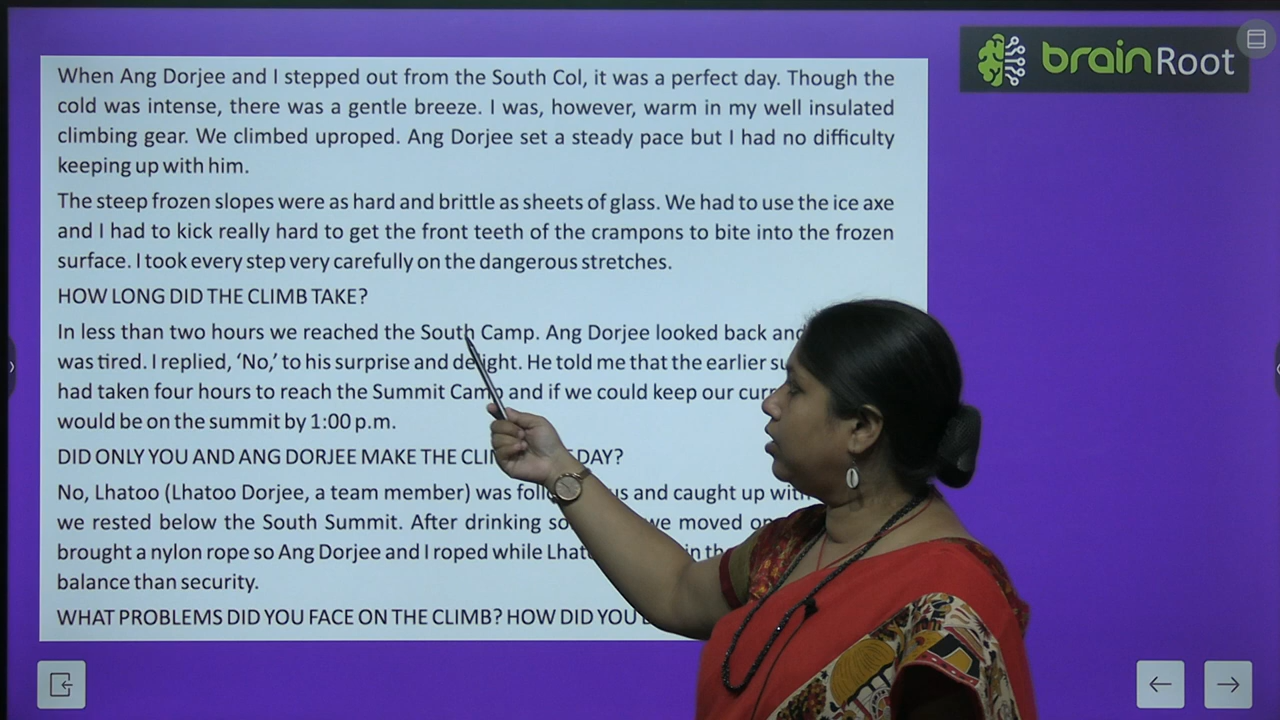 brainRoot
When Ang Dorjee and I stepped out from the South Col, it was a perfect day. Though the
cold was intense, there was a gentle breeze. I was, however, warm in my well insulated
climbing gear. We climbed uproped. Ang Dorjee set a steady pace but I had no difficulty
keeping up with him.
The steep frozen slopes were as hard and brittle as sheets of glass. We had to use the ice axe
and I had to kick really hard to get the front teeth of the crampons to bite into the frozen
surface. I took every step very carefully on the dangerous stretches.
HOW LONG DID THE CLIMB TAKE?
In less than two hours we reached the South Camp. Ang Dorjee looked back and
was tired. I replied, ‘No,’ to his surprise and delight. He told me that the earlier
had taken four hours to reach the Summit Camp and if we could keep our
would be on the summit by 1:00 p.m.
DID ONLY YOU AND ANG DORJEE MAKE THE DAY?
No, Lhatoo (Lhatoo Dorjee, a team member) was us and caught up with
we rested below the South Summit. After drinking we moved
brought a nylon rope so Ang Dorjee and I roped while in
balance than security.
WHAT PROBLEMS DID YOU FACE ON THE CLIMB? HOW DID YOU